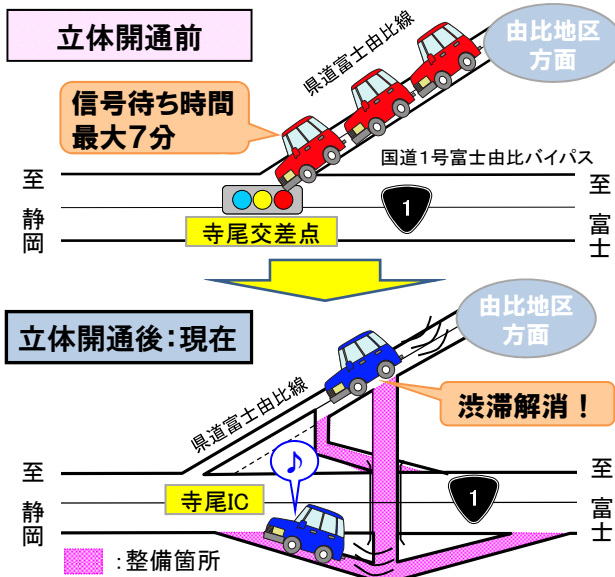 立体開通前
由比地区
方面
県道富士由比線
信号待ち時間
最大7分
国道1号富士由比バイパス
至静岡
至富士
1
寺尾交差点
立体開通後:現在
由比地区
方面
県道富士由比線
渋滞解消!
♪
至静岡
至富士
1
寺尾IC
:整備箇所